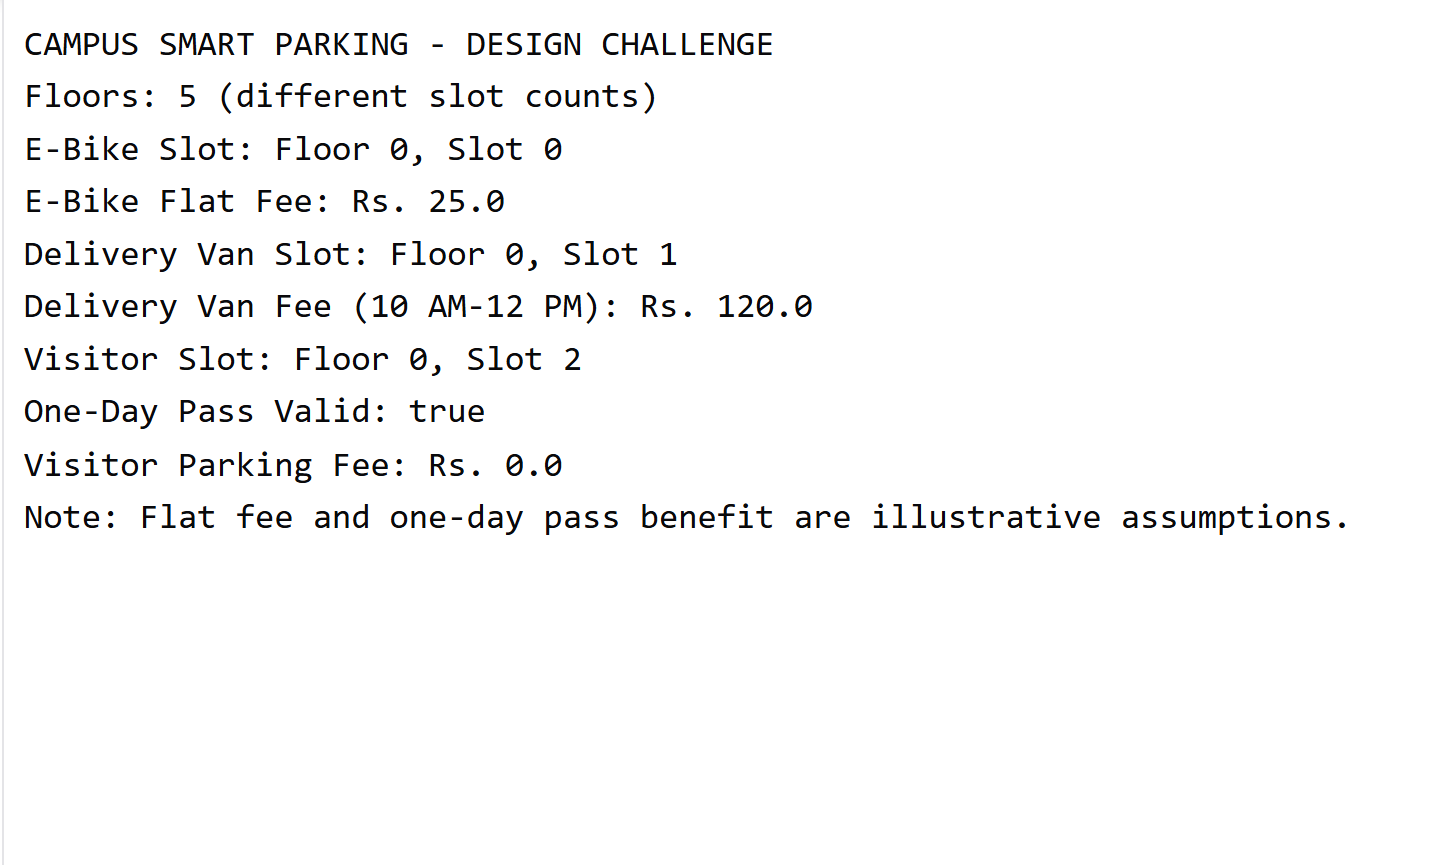 CAMPUS SMART PARKING - DESIGN CHALLENGE
Floors: 5 (different slot counts)
E-Bike Slot: Floor 0, Slot 0
E-Bike Flat Fee: Rs. 25.0
Delivery Van Slot: Floor 0, Slot 1
Delivery Van Fee (10 AM-12 PM): Rs. 120.0
Visitor Slot: Floor 0, Slot 2
One-Day Pass Valid: true
Visitor Parking Fee: Rs. 0.0
Note: Flat fee and one-day pass benefit are illustrative assumptions.